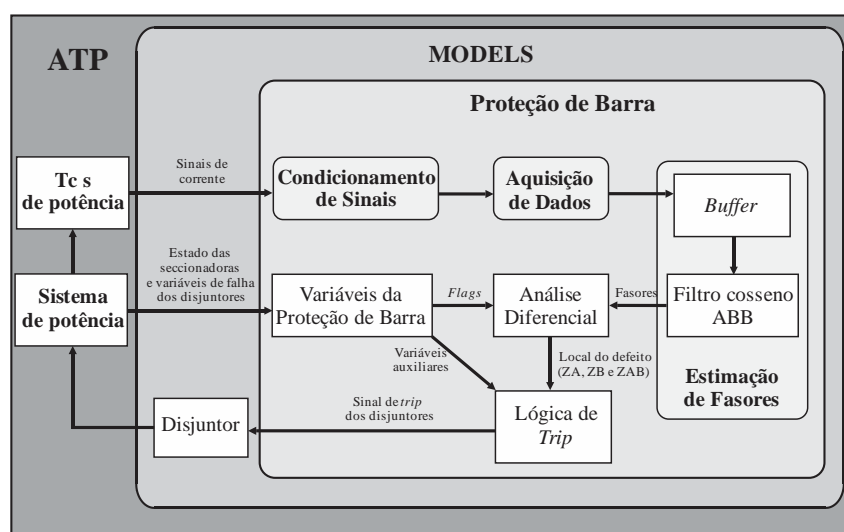 ATP
MODELS
Proteção de Barra
Tc s
de potência
Sinais de
corrente
Condicionamento
de Sinais
Aquisição
de Dados
Buffer
Estado das
seccionadoras
e variáveis de falha
dos disjuntores
Sistema
de potência
Variáveis da
Proteção de Barra
Flags
Análise
Diferencial
Fasores
Filtro cosseno
ABB
Variáveis
auxiliares
Local do defeito
(ZA, ZB e ZAB)
Estimação
de Fasores
Sinal de trip
dos disjuntores
Disjuntor
Lógica de
Trip